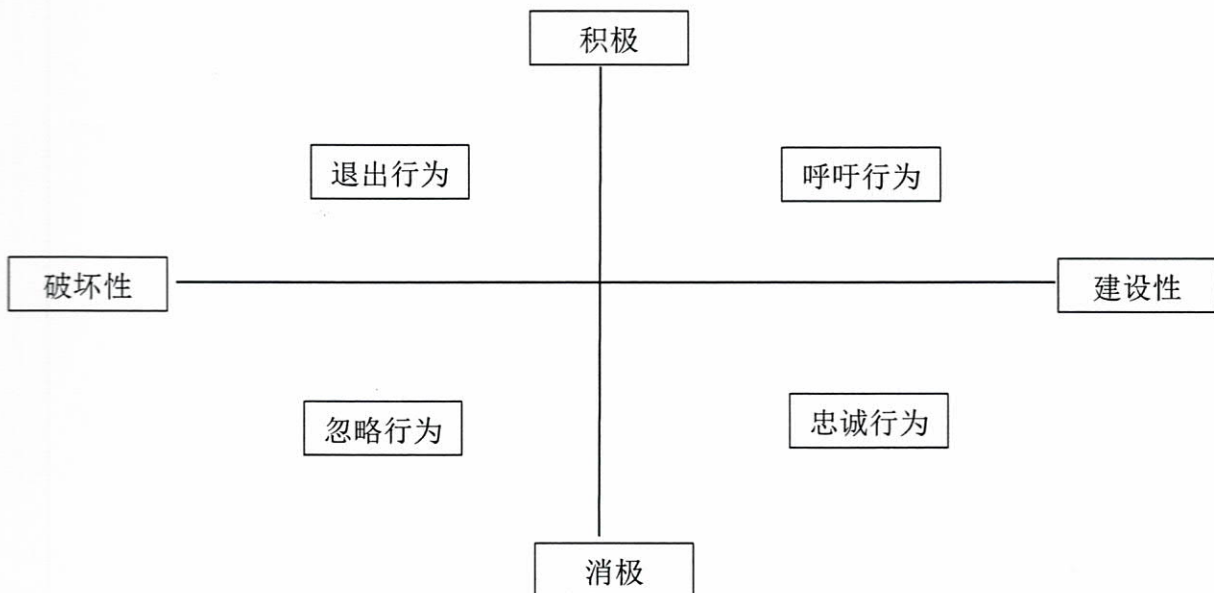 积极
退出行为
呼吁行为
破坏性
建设性
忽略行为
忠诚行为
消极